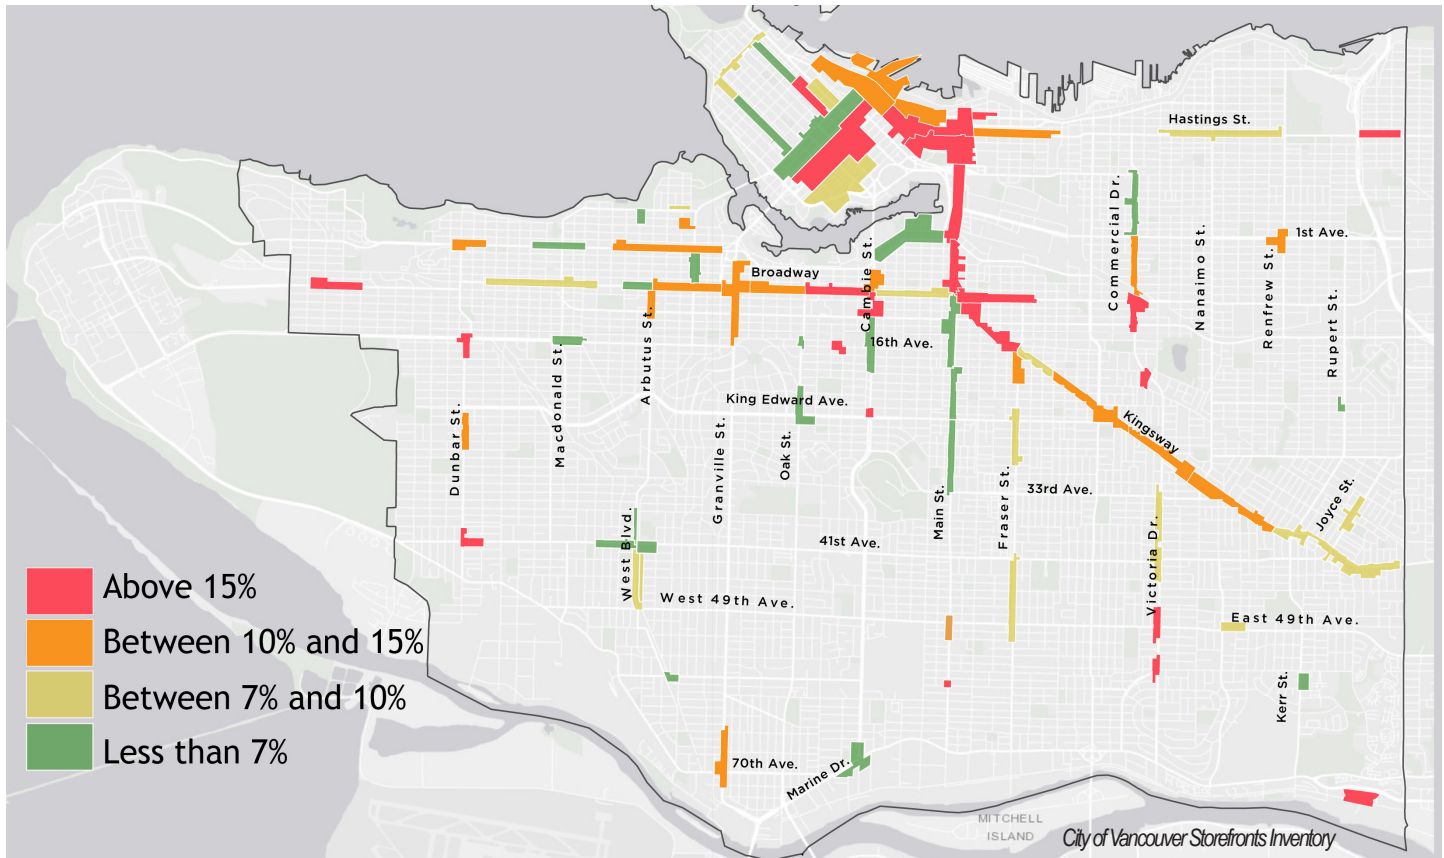 Hastings St.
Commercial Dr.
Nanaimo St.
1st Ave.
Renfrew St.
Rupert St.
Broadway
Cambie St.
16th Ave.
Arbutus St.
Macdonald St.
King Edward Ave.
Dunbar St.
Granville St.
Oak St.
Kingsway
Main St.
Fraser St.
33rd Ave.
Joyce St.
41st Ave.
West Blvd.
Victoria Dr.
West 49th Ave.
East 49th Ave.
Above 15%
Between 10% and 15%
Between 7% and 10%
Less than 7%
Kerr St.
70th Ave.
Marine Dr.
MITCHELL
ISLAND
City of Vancouver Storefronts Inventory